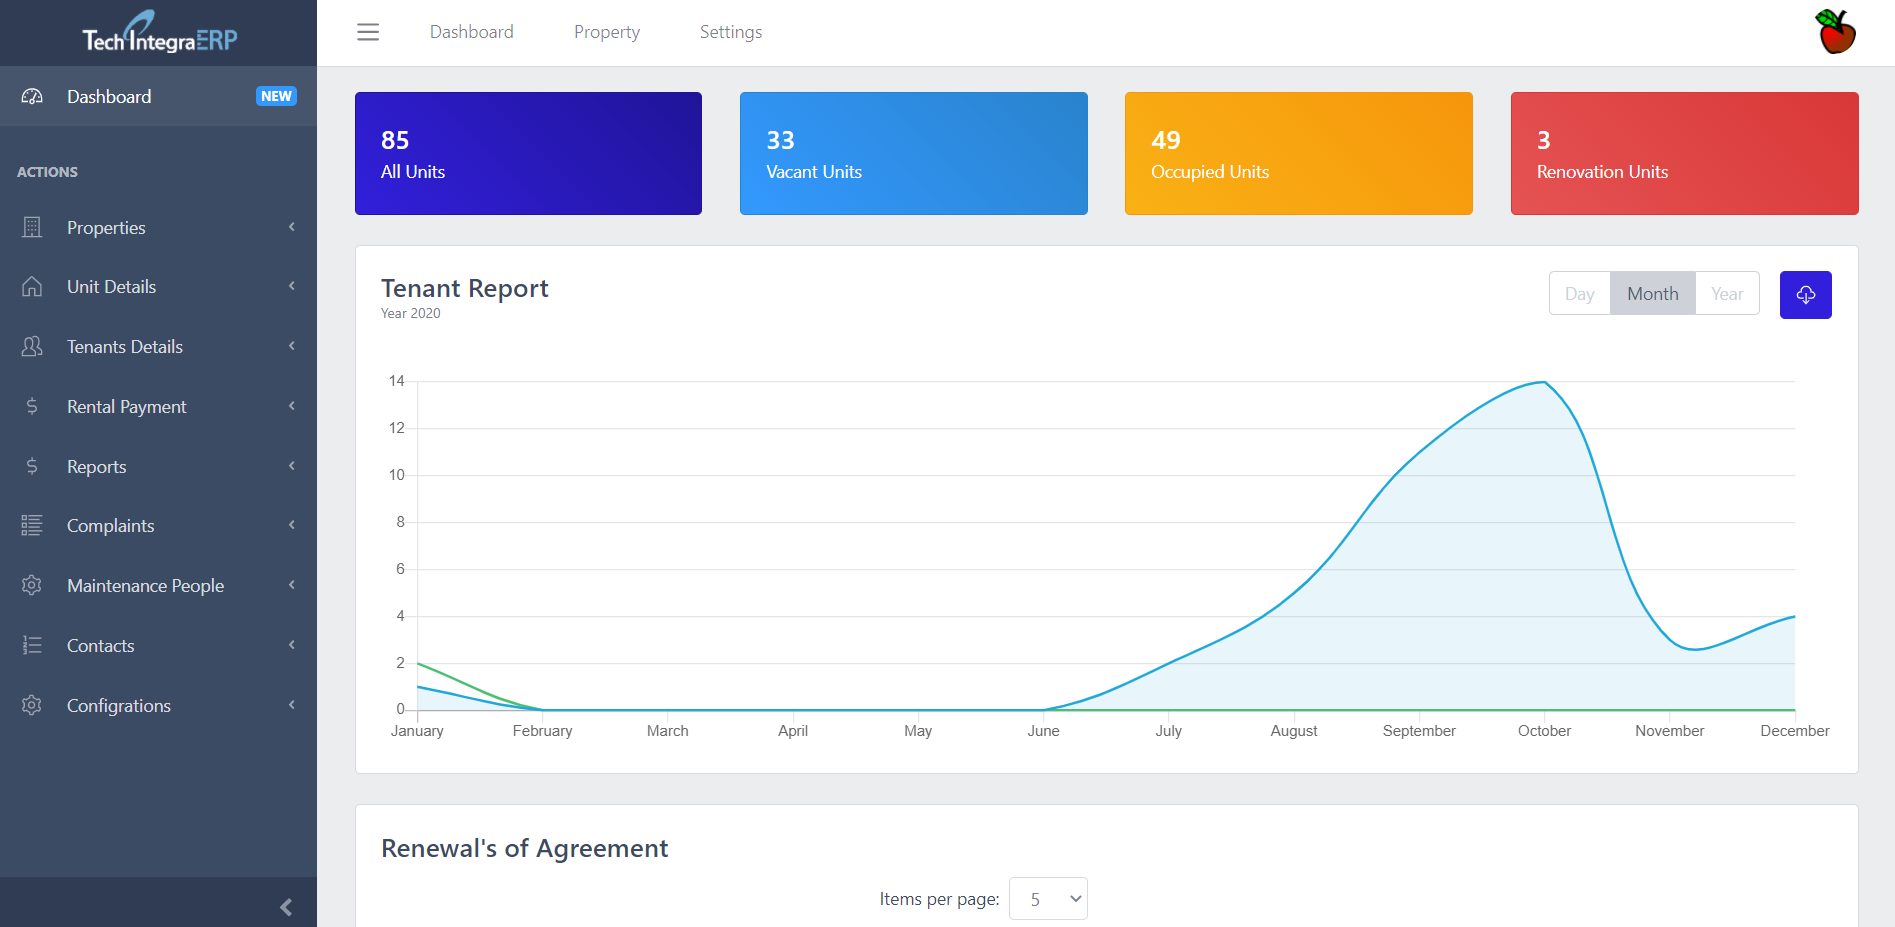 TechIntegraERP
Dashboard
NEW
ACTIONS
Properties
Unit Details
Tenants Details
Rental Payment
Reports
Complaints
Maintenance People
Contacts
Configrations
Dashboard Property Settings
85
All Units
33
Vacant Units
49
Occupied Units
3
Renovation Units
Tenant Report
Year 2020
Day Month Year
14
12
10
8
6
4
2
0
January February March April May June July August September October November December
Renewal's of Agreement
Items per page: 5